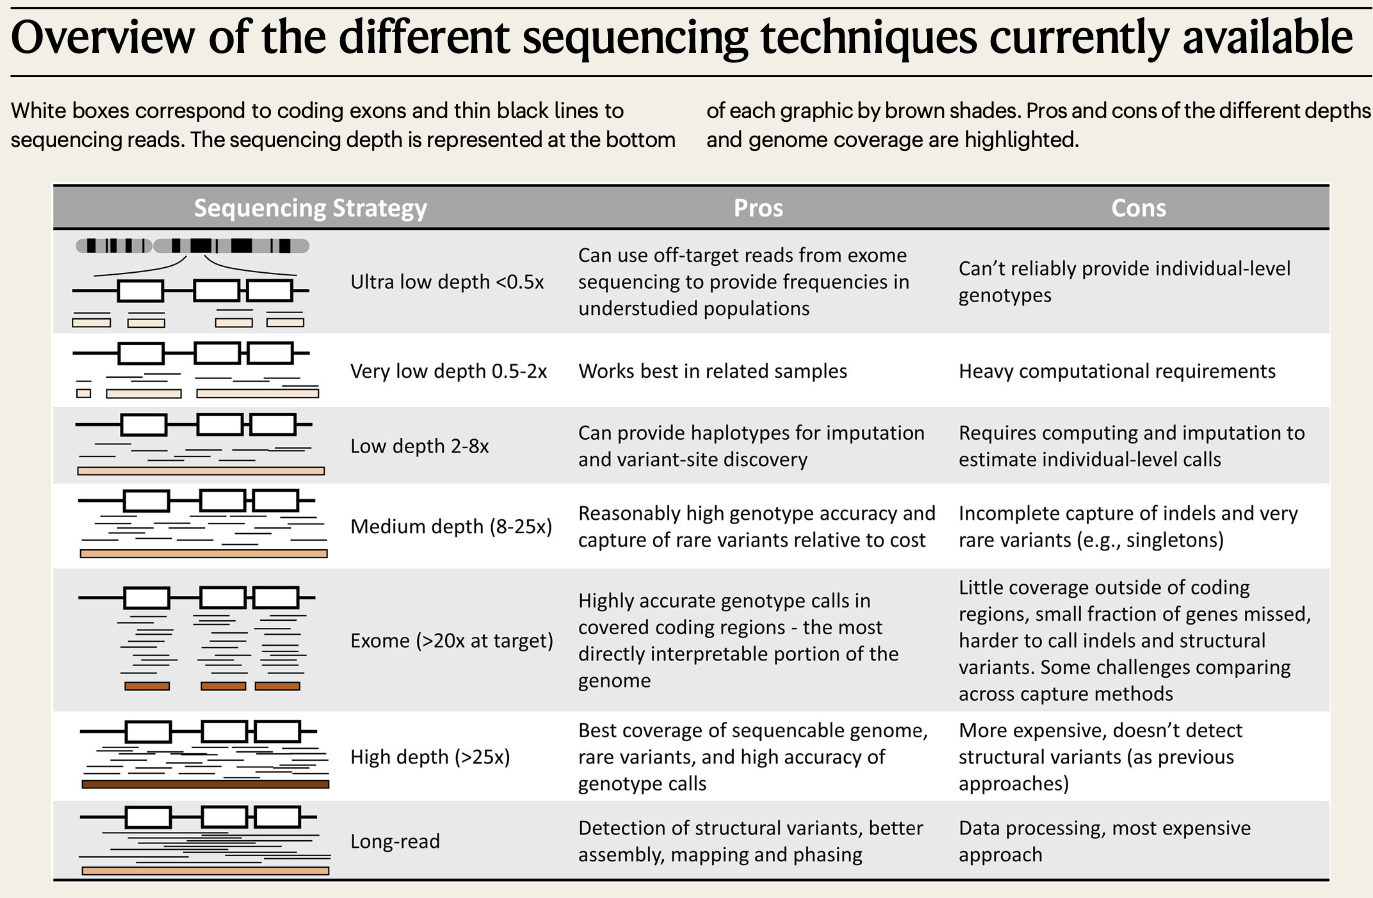 Overview of the different sequencing techniques currently available
White boxes correspond to coding exons and thin black lines to
sequencing reads. The sequencing depth is represented at the bottom
of each graphic by brown shades. Pros and cons of the different depths
and genome coverage are highlighted.
Sequencing Strategy Pros Cons
Ultra low depth <0.5x
Can use off-target reads from exome
sequencing to provide frequencies in
understudied populations
Can’t reliably provide individual-level
genotypes
Very low depth 0.5-2x
Works best in related samples
Heavy computational requirements
Low depth 2-8x
Can provide haplotypes for imputation
and variant-site discovery
Requires computing and imputation to
estimate individual-level calls
Medium depth (8-25x)
Reasonably high genotype accuracy and
capture of rare variants relative to cost
Incomplete capture of indels and very
rare variants (e.g., singletons)
Exome (>20x at target)
Highly accurate genotype calls in
covered coding regions - the most
directly interpretable portion of the
genome
Little coverage outside of coding
regions, small fraction of genes missed,
harder to call indels and structural
variants. Some challenges comparing
across capture methods
High depth (>25x)
Best coverage of sequencable genome,
rare variants, and high accuracy of
genotype calls
More expensive, doesn’t detect
structural variants (as previous
approaches)
Long-read
Detection of structural variants, better
assembly, mapping and phasing
Data processing, most expensive
approach